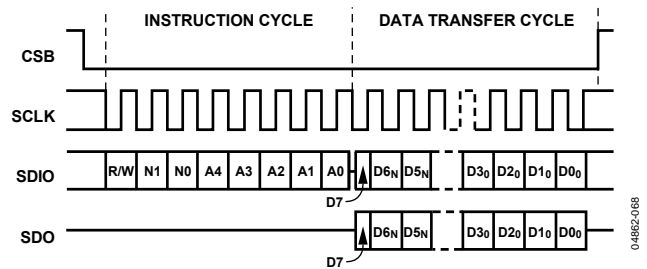 INSTRUCTION CYCLE DATA TRANSFER CYCLE
CSB
SCLK
SDIO R/W N1 N0 A4 A3 A2 A1 A0 D6N D5N D30 D20 D10 D00
D7
SDO D6N D5N D30 D20 D10 D00
D7
04862-068